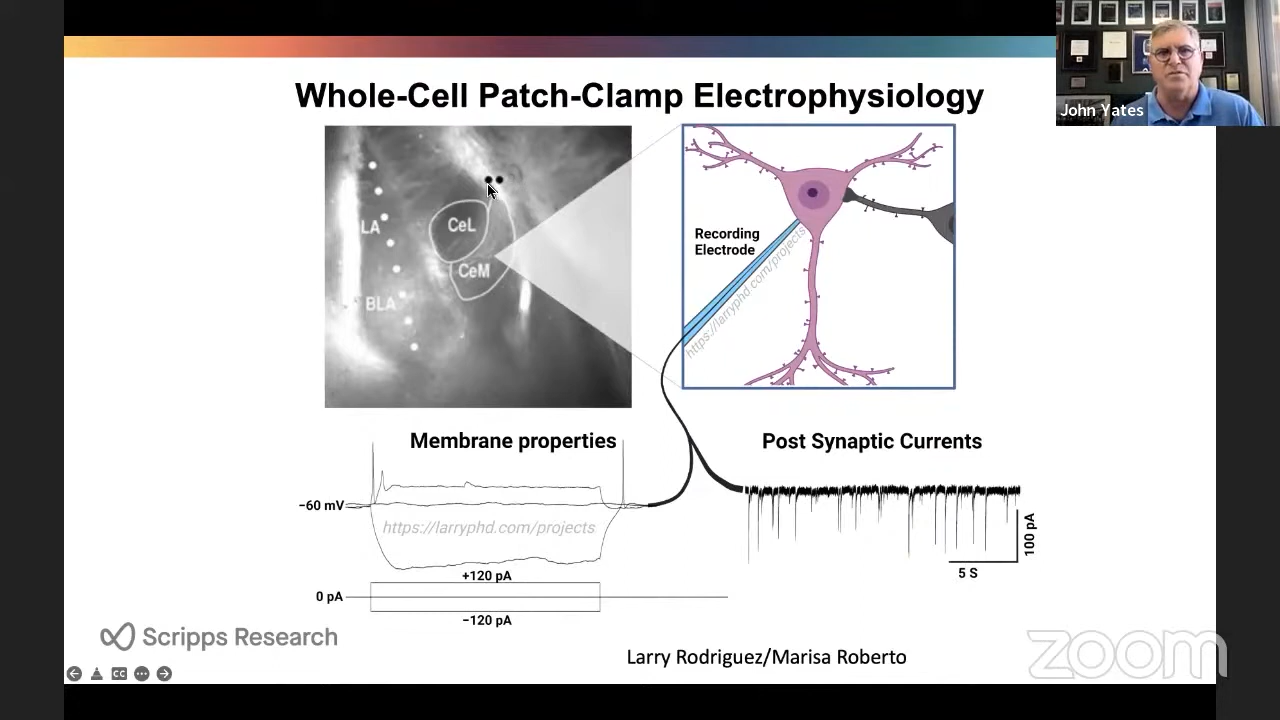 Whole-Cell Patch-Clamp Electrophysiology
John Yates
LA
CeL
CeM
BLA
Recording
Electrode
https://larryphd.com/projects
Membrane properties
Post Synaptic Currents
−60 mV
https://larryphd.com/projects
100 pA
5 S
+120 pA
0 pA
−120 pA
Scripps Research
Larry Rodriguez/Marisa Roberto
zoom
CC